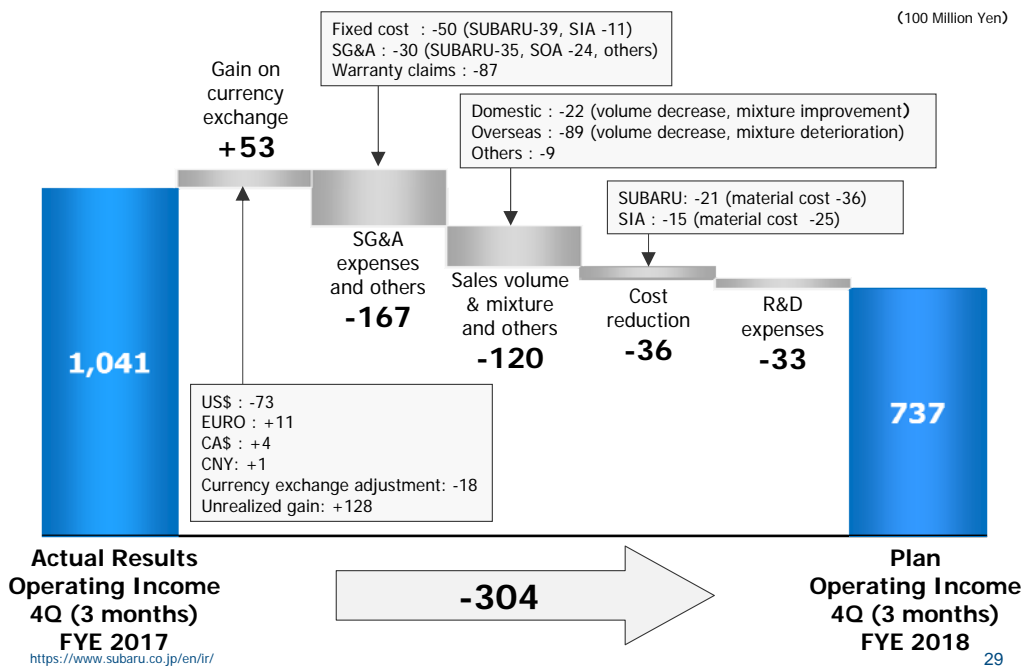 (100 Million Yen)
Fixed cost : -50 (SUBARU-39, SIA -11)
SG&A : -30 (SUBARU-35, SOA -24, others)
Warranty claims : -87
Gain on
currency
exchange
+53
Domestic : -22 (volume decrease, mixture improvement)
Overseas : -89 (volume decrease, mixture deterioration)
Others : -9
SUBARU: -21 (material cost -36)
SIA : -15 (material cost -25)
SG&A
expenses
and others
-167
Sales volume
& mixture
and others
-120
Cost
reduction
-36
R&D
expenses
-33
1,041
US$ : -73
EURO : +11
CA$ : +4
CNY: +1
Currency exchange adjustment: -18
Unrealized gain: +128
737
Actual Results
Operating Income
4Q (3 months)
FYE 2017
-304
Plan
Operating Income
4Q (3 months)
FYE 2018
https://www.subaru.co.jp/en/ir/
29